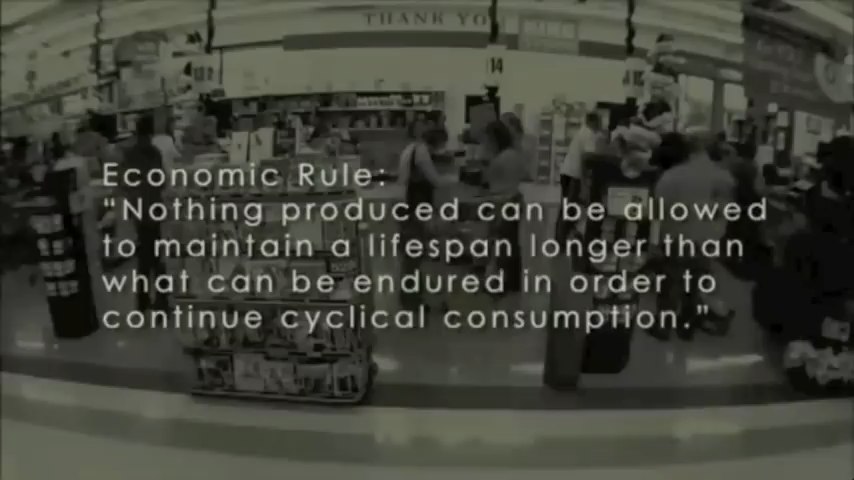 THANK YO
14
Economic Rule:
“Nothing produced can be allowed
to maintain a lifespan longer than
what can be endured in order to
continue cyclical consumption.”